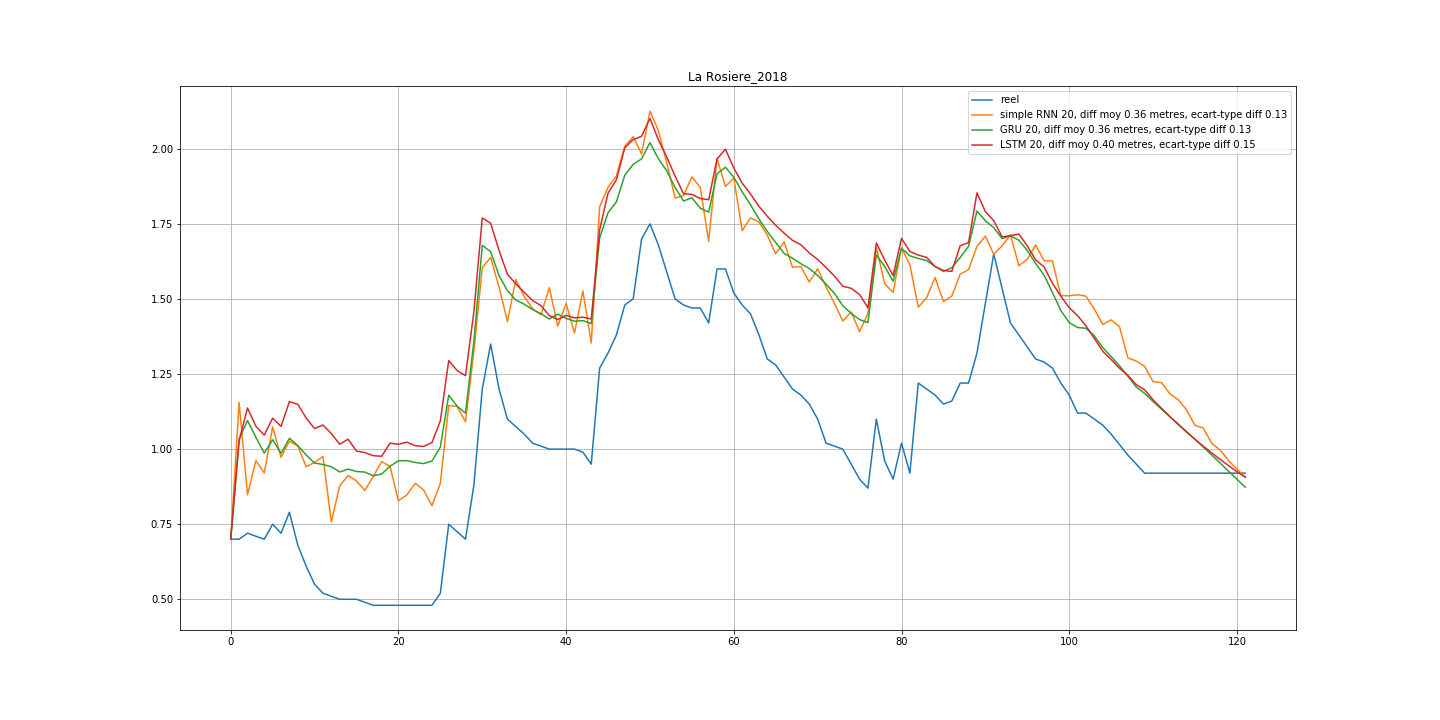 La Rosiere_2018
reel
simple RNN 20, diff moy 0.36 metres, ecart-type diff 0.13
GRU 20, diff moy 0.36 metres, ecart-type diff 0.13
LSTM 20, diff moy 0.40 metres, ecart-type diff 0.15
2.00
1.75
1.50
1.25
1.00
0.75
0.50
0 20 40 60 80 100 120